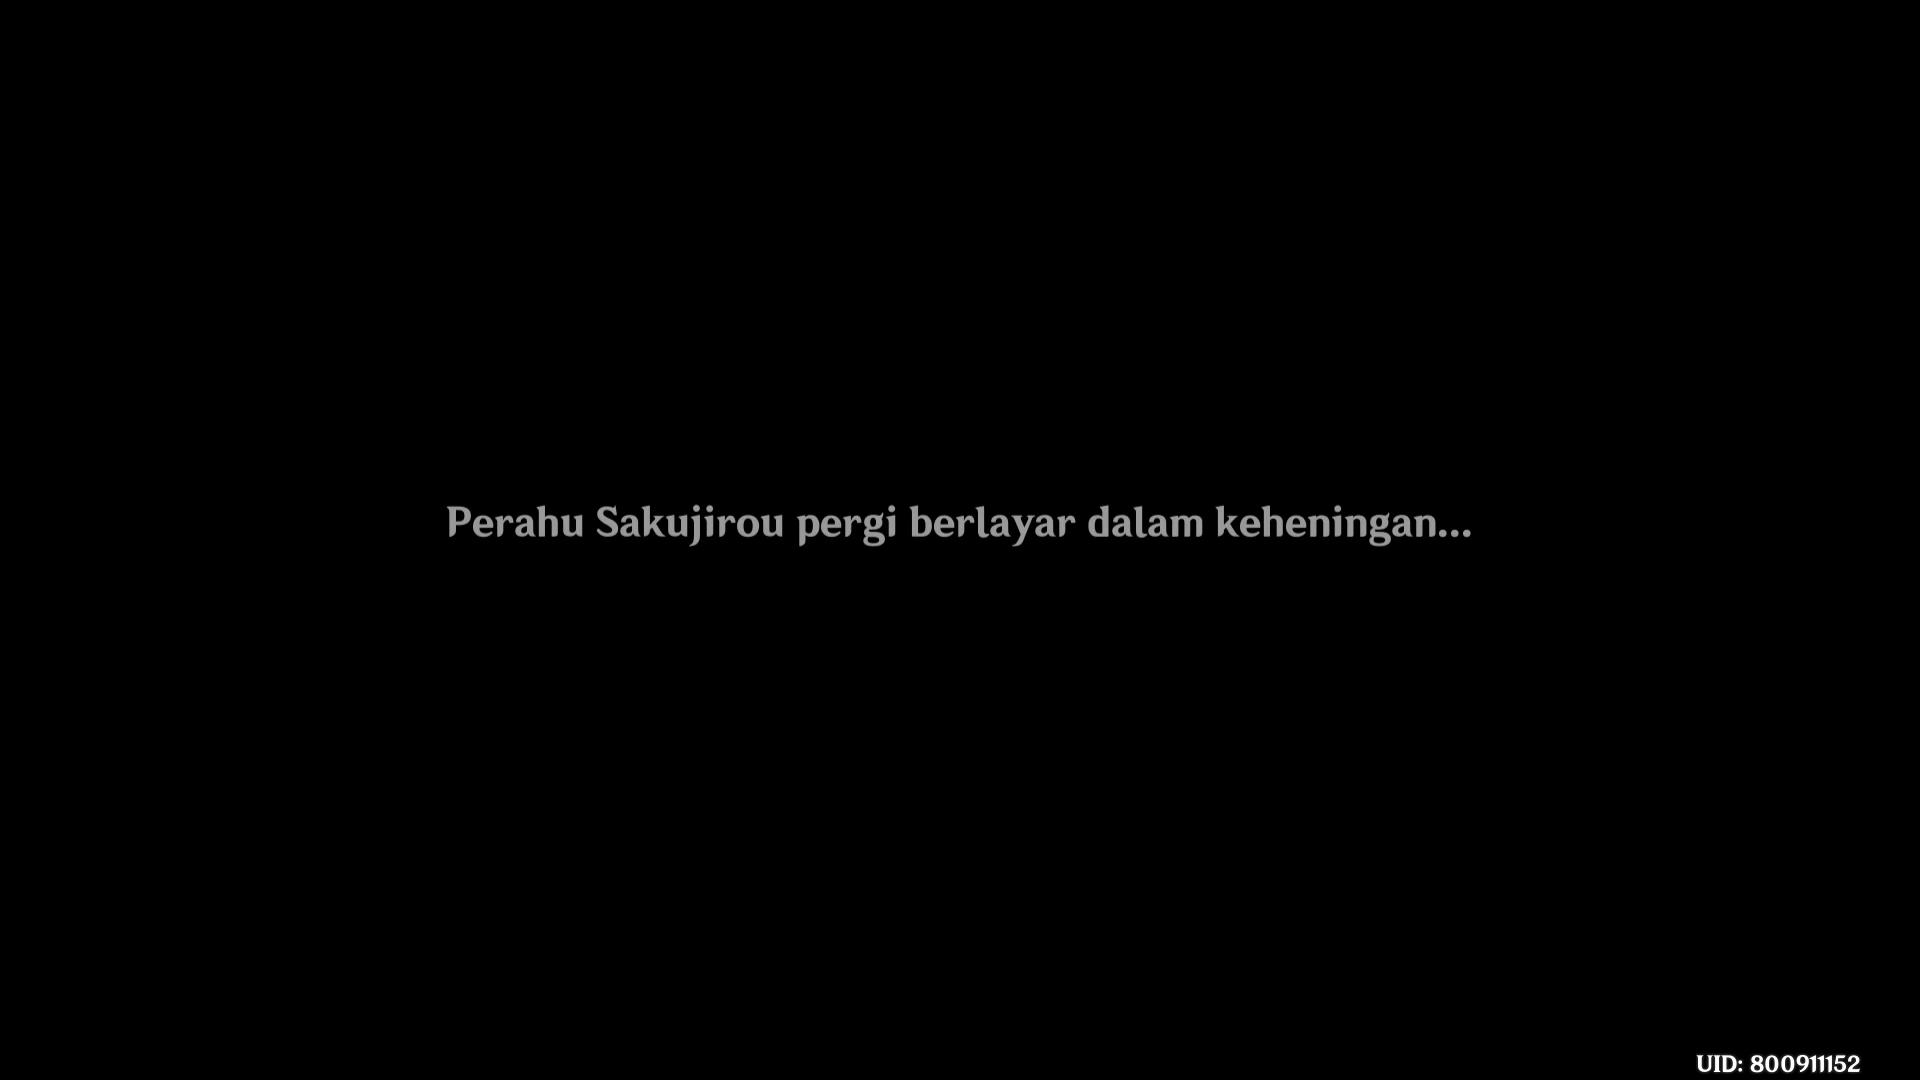 Perahu Sakujirou pergi berlayar dalam keheningan...
UID: 800911152